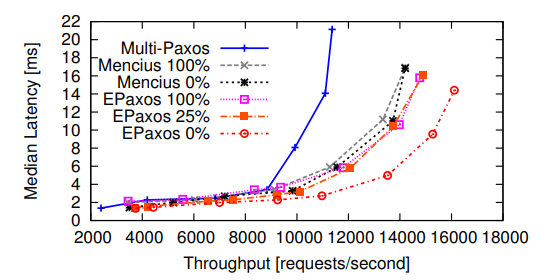 22
20
18
16
14
12
10
8
6
4
2
0
Median Latency [ms]
Multi-Paxos
Mencius 100%
Mencius 0%
EPaxos 100%
EPaxos 25%
EPaxos 0%
2000 4000 6000 8000 10000 12000 14000 16000 18000
Throughput [requests/second]